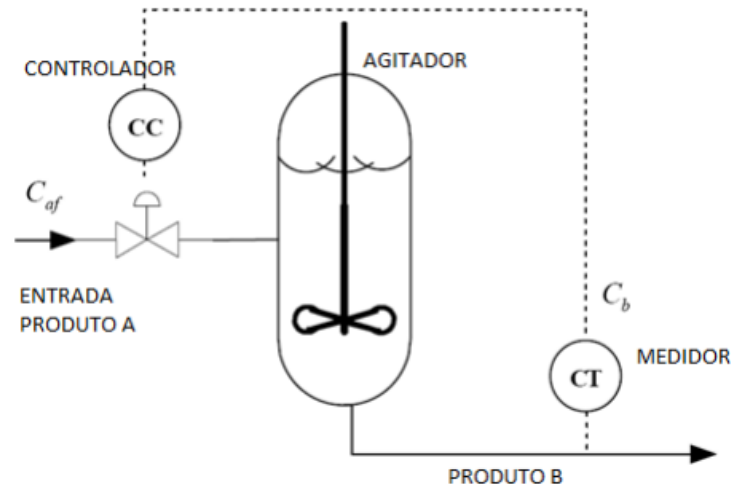 CONTROLADOR
AGITADOR
CC
C_af
ENTRADA
PRODUTO A
C_b
MEDIDOR
CT
PRODUTO B